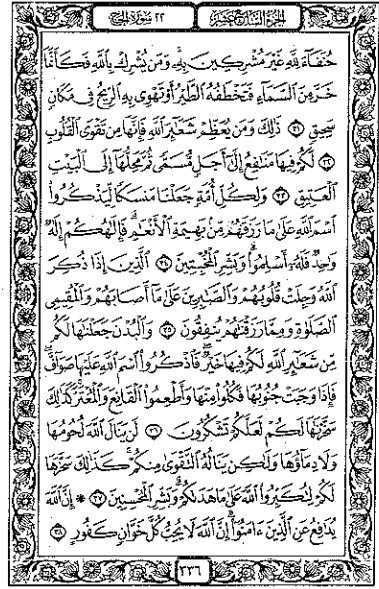 الجزء السابع عشر
٢٢ سورة الحج
حُنَفَآءَ لِلَّهِ غَيْرَ مُشْرِكِينَ بِهِۦ وَمَن يُشْرِكْ بِٱللَّهِ فَكَأَنَّمَا
خَرَّ مِنَ ٱلسَّمَآءِ فَتَخْطَفُهُ ٱلطَّيْرُ أَوْ تَهْوِى بِهِ ٱلرِّيحُ فِى مَكَانٍ
سَحِيقٍ ٣١ ذَٰلِكَ وَمَن يُعَظِّمْ شَعَٰٓئِرَ ٱللَّهِ فَإِنَّهَا مِن تَقْوَى ٱلْقُلُوبِ
٣٢ لَكُمْ فِيهَا مَنَٰفِعُ إِلَىٰٓ أَجَلٍ مُّسَمًّى ثُمَّ مَحِلُّهَآ إِلَى ٱلْبَيْتِ
ٱلْعَتِيقِ ٣٣ وَلِكُلِّ أُمَّةٍ جَعَلْنَا مَنسَكًا لِّيَذْكُرُوا۟
ٱسْمَ ٱللَّهِ عَلَىٰ مَا رَزَقَهُم مِّنۢ بَهِيمَةِ ٱلْأَنْعَٰمِ ۗ فَإِلَٰهُكُمْ إِلَٰهٌ
وَٰحِدٌ فَلَهُۥٓ أَسْلِمُوا۟ ۗ وَبَشِّرِ ٱلْمُخْبِتِينَ ٣٤ ٱلَّذِينَ إِذَا ذُكِرَ
ٱللَّهُ وَجِلَتْ قُلُوبُهُمْ وَٱلصَّٰبِرِينَ عَلَىٰ مَآ أَصَابَهُمْ وَٱلْمُقِيمِى
ٱلصَّلَوٰةِ وَمِمَّا رَزَقْنَٰهُمْ يُنفِقُونَ ٣٥ وَٱلْبُدْنَ جَعَلْنَٰهَا لَكُم
مِّن شَعَٰٓئِرِ ٱللَّهِ لَكُمْ فِيهَا خَيْرٌ ۖ فَٱذْكُرُوا۟ ٱسْمَ ٱللَّهِ عَلَيْهَا صَوَآفَّ ۖ
فَإِذَا وَجَبَتْ جُنُوبُهَا فَكُلُوا۟ مِنْهَا وَأَطْعِمُوا۟ ٱلْقَانِعَ وَٱلْمُعْتَرَّ ۚ كَذَٰلِكَ
سَخَّرْنَٰهَا لَكُمْ لَعَلَّكُمْ تَشْكُرُونَ ٣٦ لَن يَنَالَ ٱللَّهَ لُحُومُهَا
وَلَا دِمَآؤُهَا وَلَٰكِن يَنَالُهُ ٱلتَّقْوَىٰ مِنكُمْ ۚ كَذَٰلِكَ سَخَّرَهَا
لَكُمْ لِتُكَبِّرُوا۟ ٱللَّهَ عَلَىٰ مَا هَدَىٰكُمْ ۗ وَبَشِّرِ ٱلْمُحْسِنِينَ ٣٧ ۞ إِنَّ ٱللَّهَ
يُدَٰفِعُ عَنِ ٱلَّذِينَ ءَامَنُوٓا۟ ۗ إِنَّ ٱللَّهَ لَا يُحِبُّ كُلَّ خَوَّانٍ كَفُورٍ ٣٨
٣٣٦